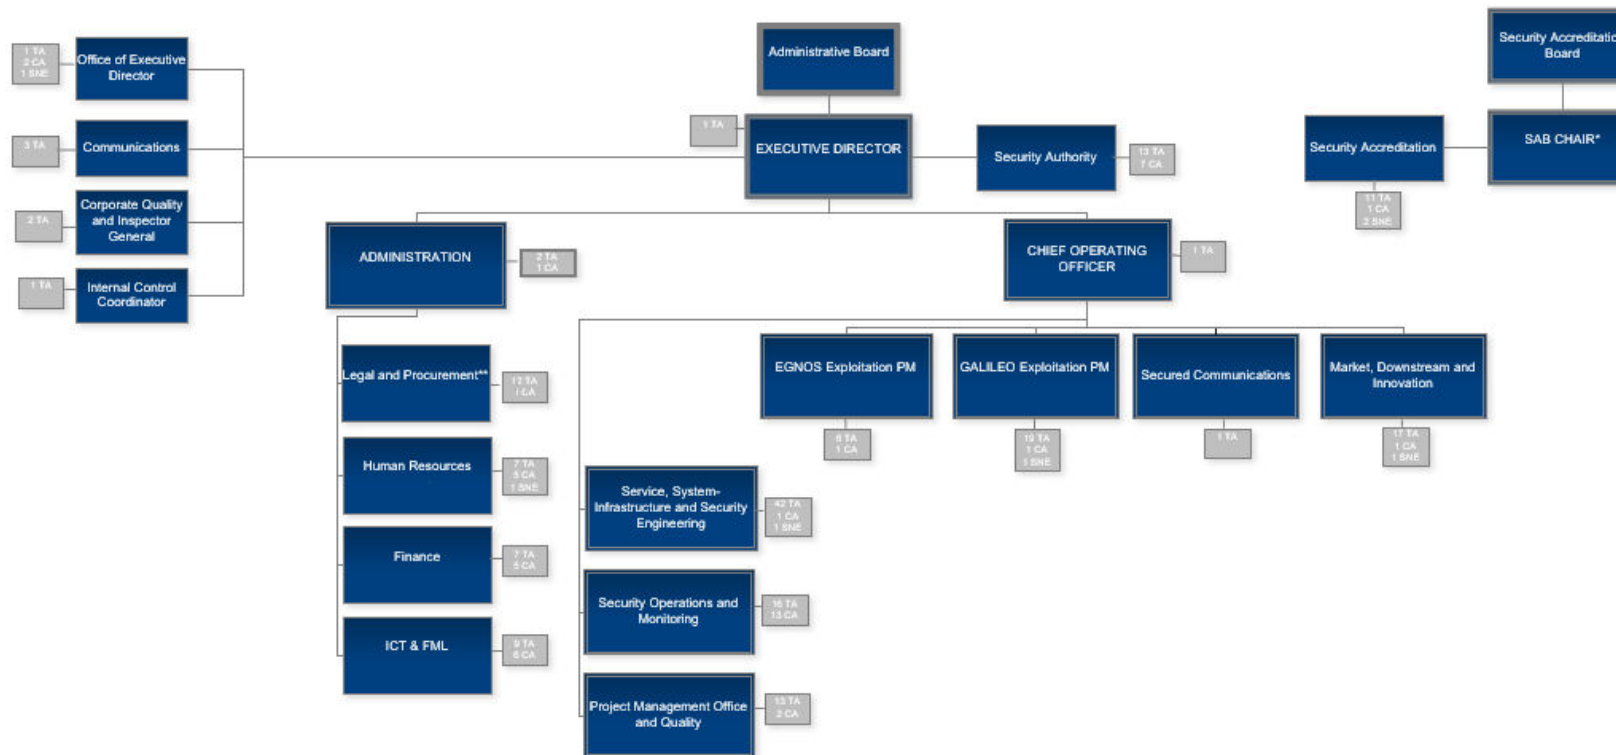 1 TA
2 CA
1 SNE
Office of Executive
Director
3 TA
Communications
2 TA
Corporate Quality
and Inspector
General
1 TA
Internal Control
Coordinator
Administrative Board
1 TA
EXECUTIVE DIRECTOR
Security Authority
13 TA
7 CA
Security Accreditatio
Board
SAB CHAIR*
Security Accreditation
11 TA
1 CA
2 SNE
ADMINISTRATION
2 TA
1 CA
CHIEF OPERATING
OFFICER
1 TA
Legal and Procurement**
TA
CA
Human Resources
7 TA
5 CA
1 SNE
Finance
7 TA
5 CA
ICT & FML
9 TA
6 CA
EGNOS Exploitation PM
6 TA
1 CA
GALILEO Exploitation PM
19 TA
1 CA
1 SNE
Secured Communications
1 TA
Market, Downstream and
Innovation
17 TA
1 CA
1 SNE
Service, System-
Infrastructure and Security
Engineering
42 TA
1 CA
1 SNE
Security Operations and
Monitoring
16 TA
13 CA
Project Management Office
and Quality
13 TA
2 CA